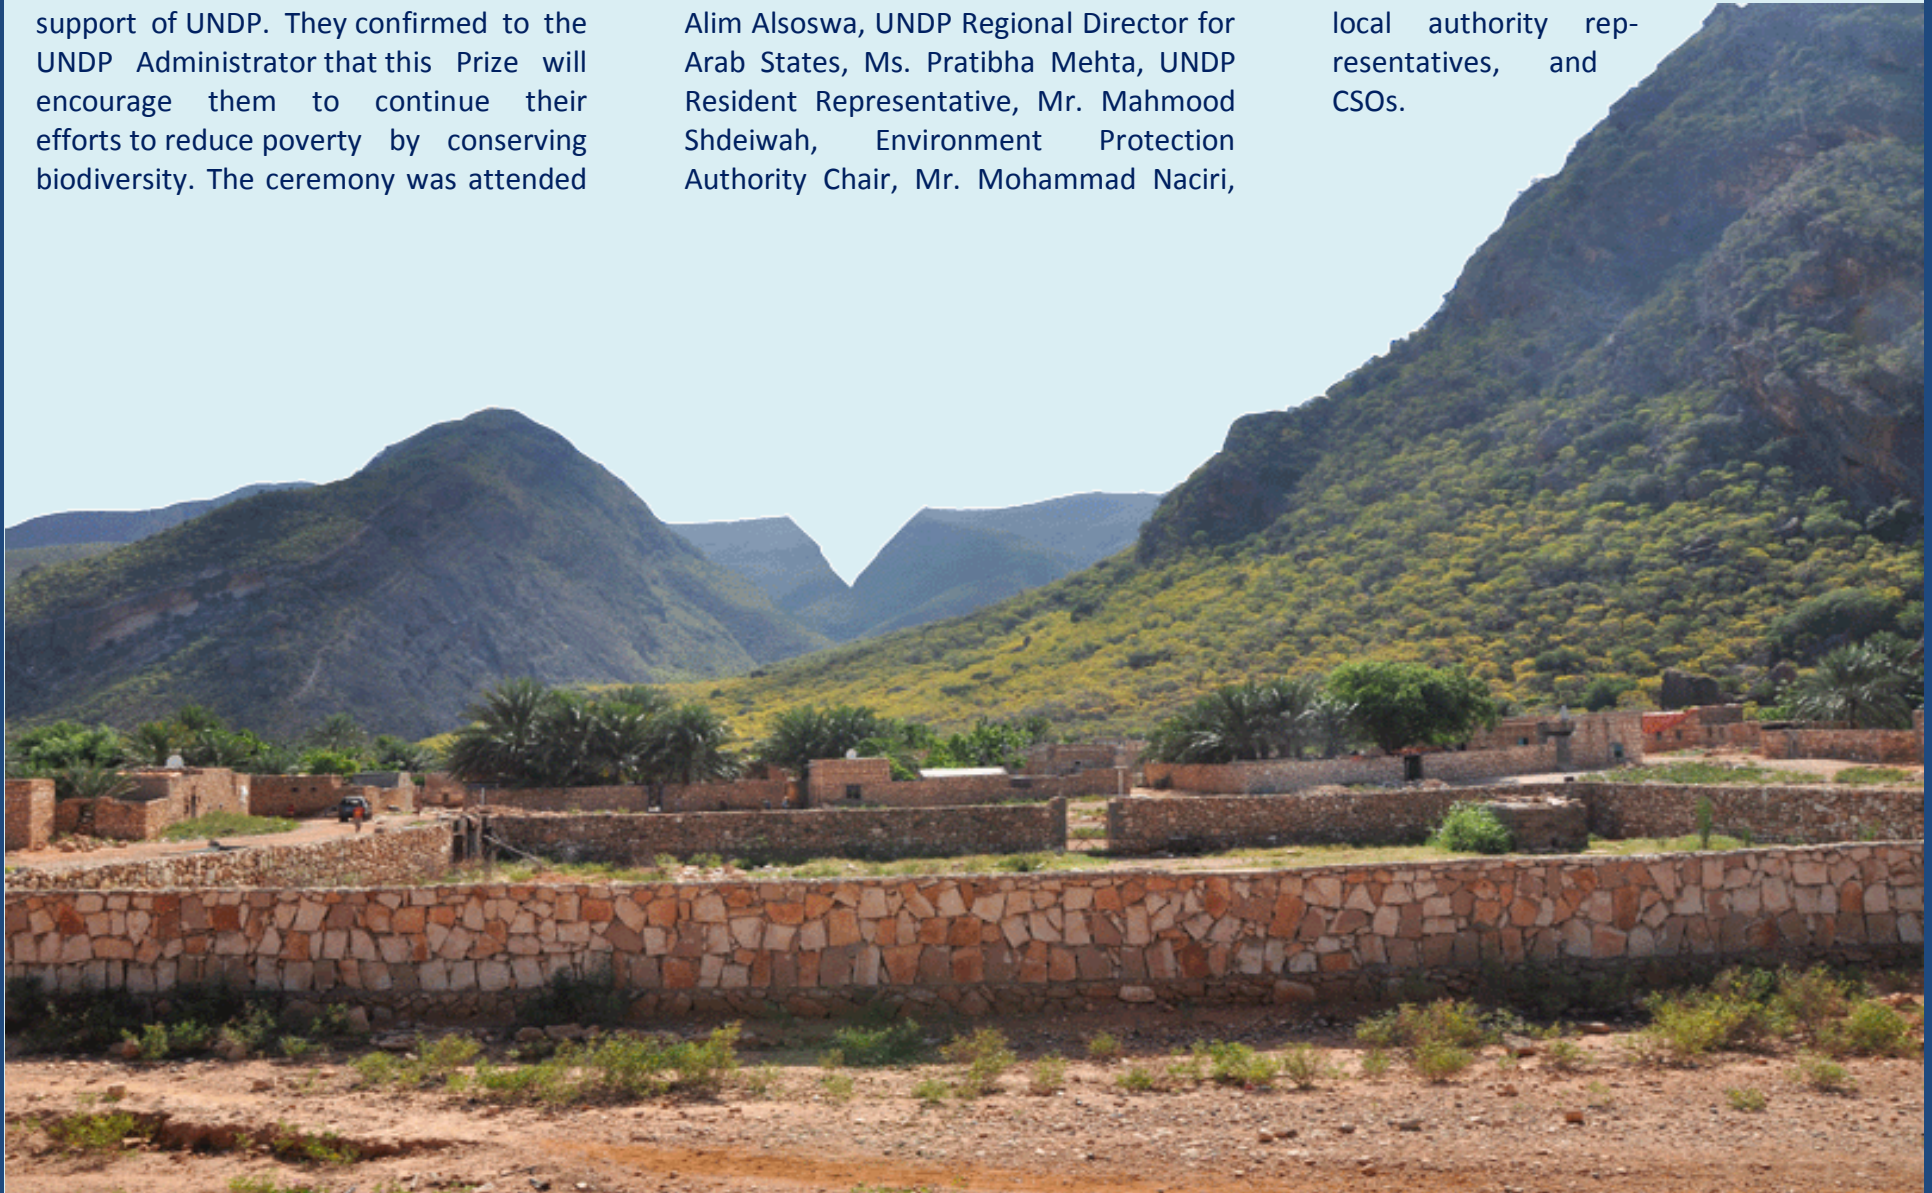 support of UNDP. They confirmed to the
UNDP Administrator that this Prize will
encourage them to continue their
efforts to reduce poverty by conserving
biodiversity. The ceremony was attended
Alim Alsoswa, UNDP Regional Director for
Arab States, Ms. Pratibha Mehta, UNDP
Resident Representative, Mr. Mahmood
Shdeiwah, Environment Protection
Authority Chair, Mr. Mohammad Naciri,
local authority rep-
resentatives, and
CSOs.